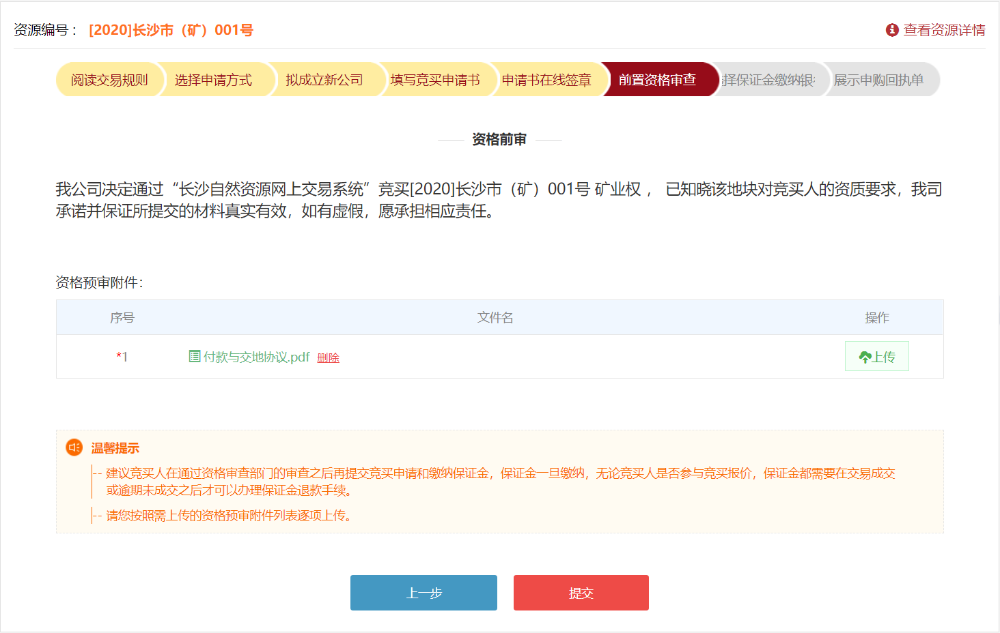 资源编号： [2020]长沙市（矿）001号
查看资源详情
阅读交易规则
选择申请方式
拟成立新公司
填写竞买申请书
申请书在线签章
前置资格审查
择保证金缴纳银
展示申购回执单
资格前审
我公司决定通过“长沙自然资源网上交易系统”竞买[2020]长沙市（矿）001号 矿业权 ， 已知晓该地块对竞买人的资质要求，我司
承诺并保证所提交的材料真实有效，如有虚假，愿承担相应责任。
资格预审附件：
序号 文件名 操作
*1 付款与交地协议.pdf 删除 上传
温馨提示
-- 建议竞买人在通过资格审查部门的审查之后再提交竞买申请和缴纳保证金，保证金一旦缴纳，无论竞买人是否参与竞买报价，保证金都需要在交易成交
或逾期未成交之后才可以办理保证金退款手续。
-- 请您按照需上传的资格预审附件列表逐项上传。
上一步 提交